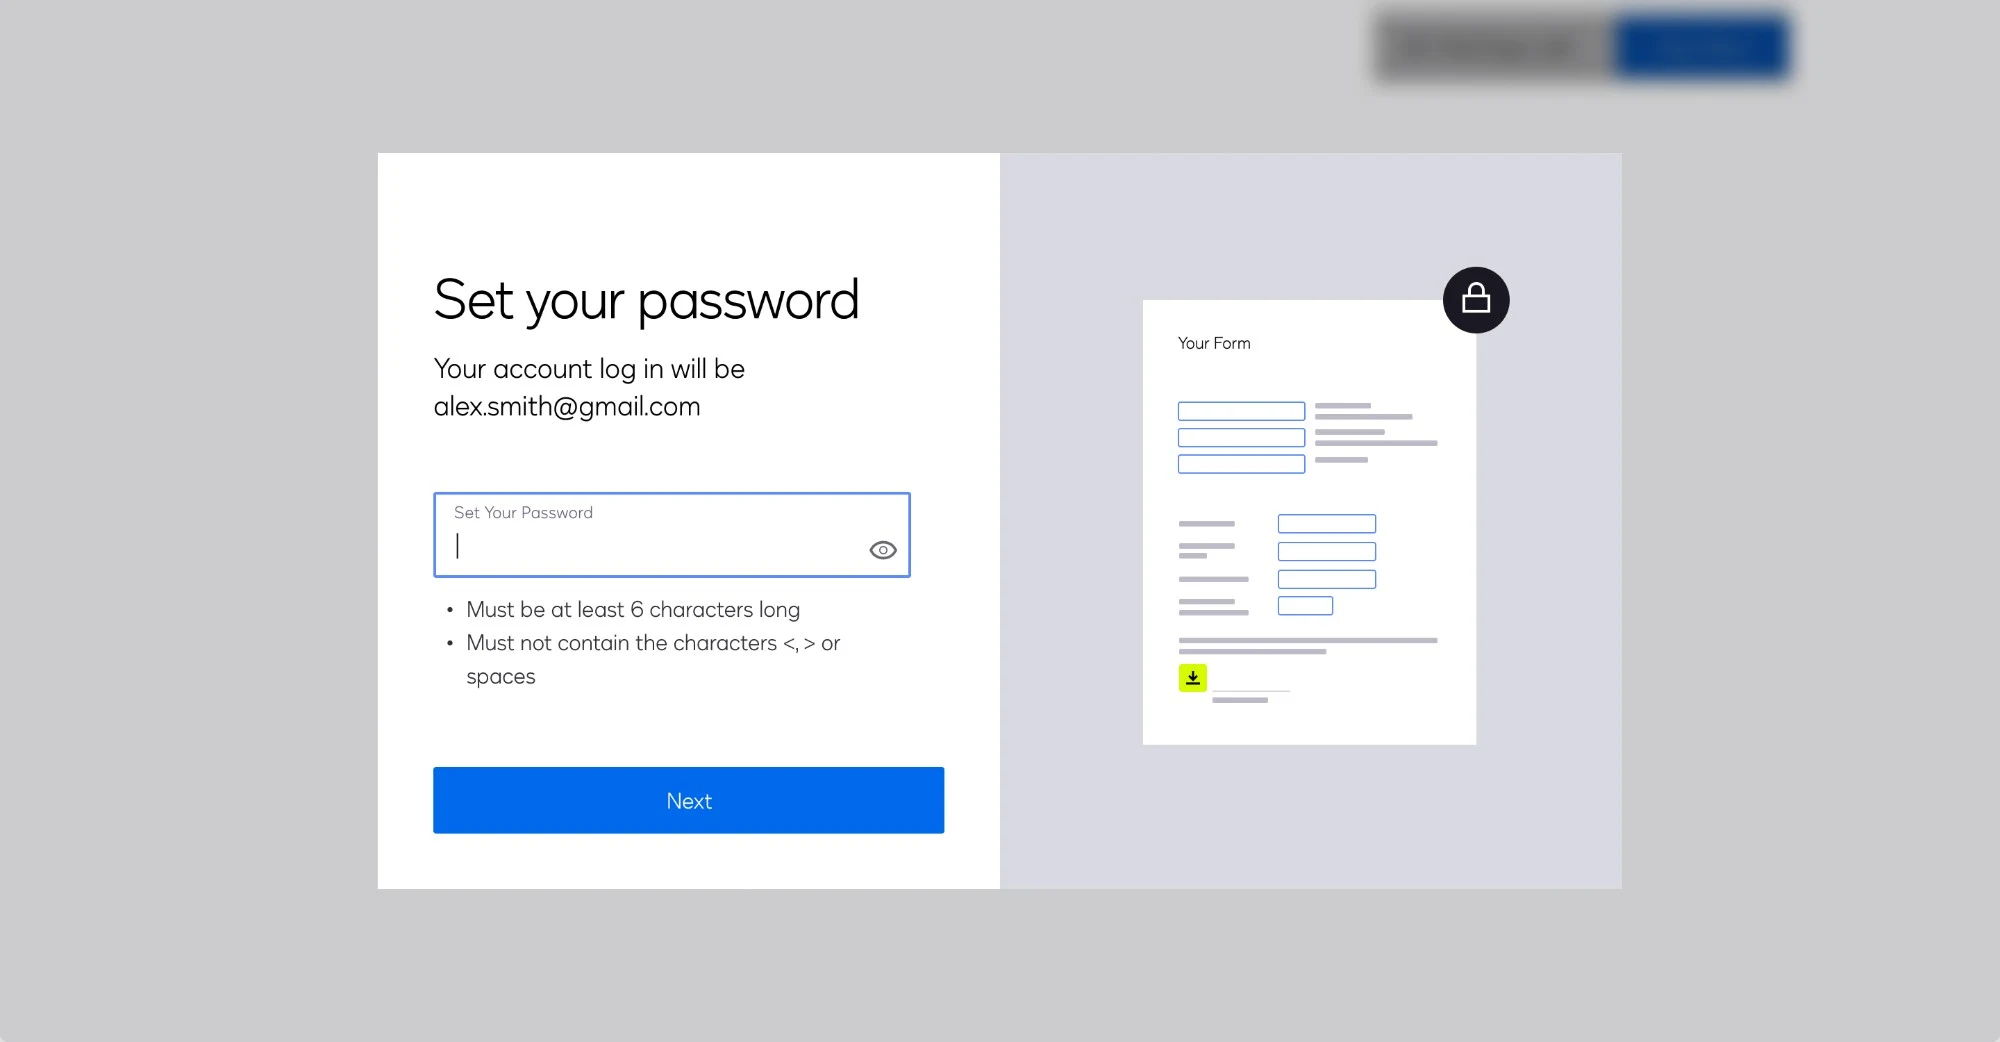 Set your password
Your account log in will be
alex.smith@gmail.com
Set Your Password
• Must be at least 6 characters long
• Must not contain the characters <, > or
spaces
Next
Your Form